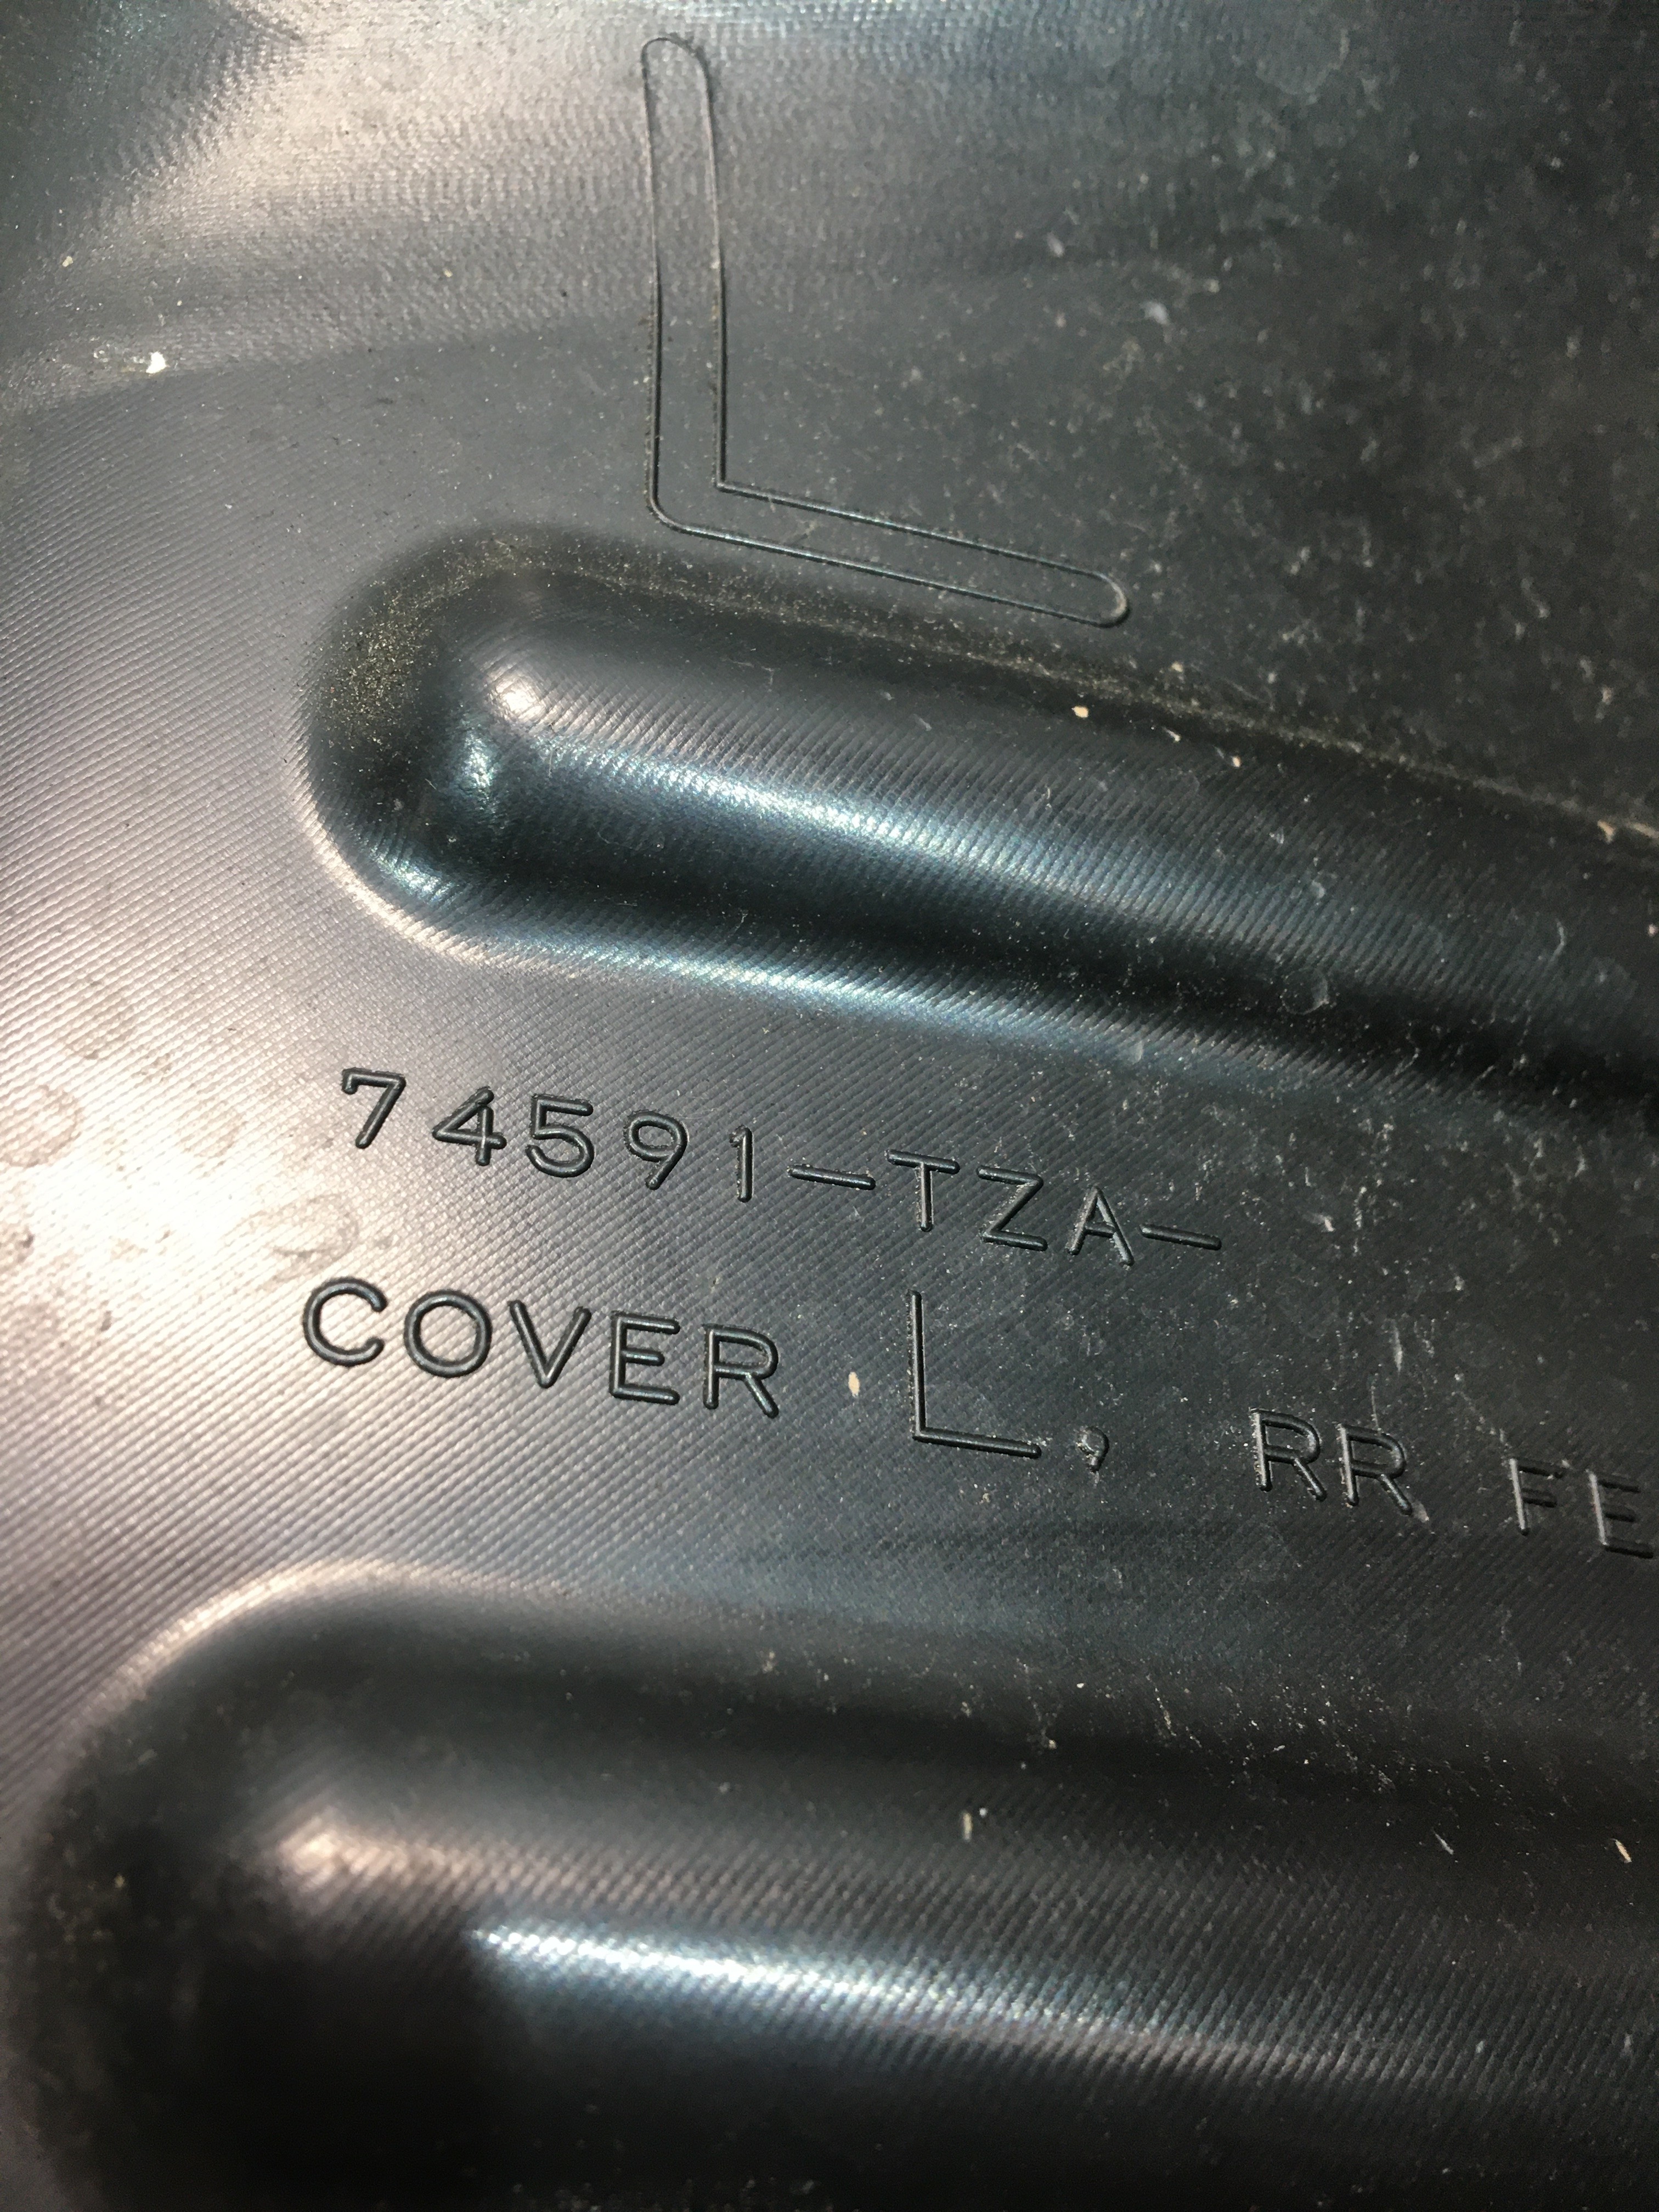 L
74591-TZA-
COVER L, RR FE